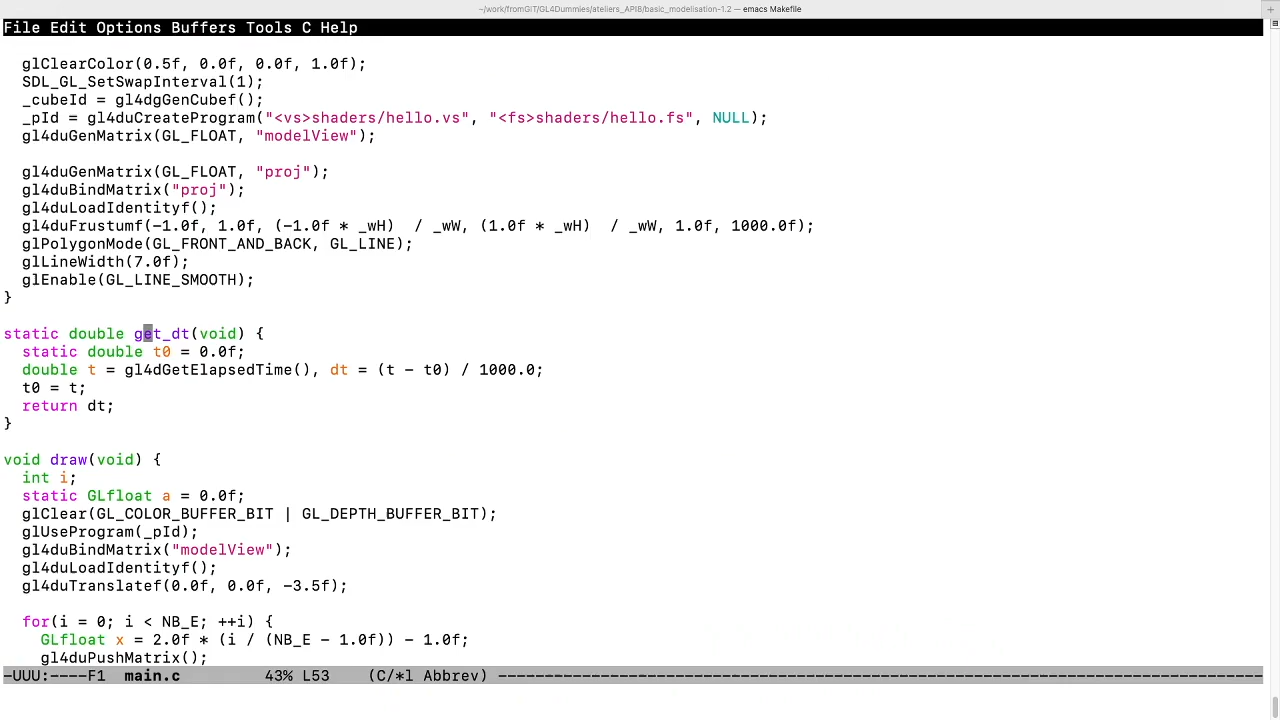 ~/work/fromGIT/GL4Dummies/ateliers_API8/basic_modelisation-1.2 — emacs Makefile
File Edit Options Buffers Tools C Help
  glClearColor(0.5f, 0.0f, 0.0f, 1.0f);
  SDL_GL_SetSwapInterval(1);
  _cubeId = gl4dgGenCubef();
  _pId = gl4duCreateProgram("<vs>shaders/hello.vs", "<fs>shaders/hello.fs", NULL);
  gl4duGenMatrix(GL_FLOAT, "modelView");
  gl4duGenMatrix(GL_FLOAT, "proj");
  gl4duBindMatrix("proj");
  gl4duLoadIdentityf();
  gl4duFrustumf(-1.0f, 1.0f, (-1.0f * _wH)  / _wW, (1.0f * _wH)  / _wW, 1.0f, 1000.0f);
  glPolygonMode(GL_FRONT_AND_BACK, GL_LINE);
  glLineWidth(7.0f);
  glEnable(GL_LINE_SMOOTH);
}
static double get_dt(void) {
  static double t0 = 0.0f;
  double t = gl4dGetElapsedTime(), dt = (t - t0) / 1000.0;
  t0 = t;
  return dt;
}
void draw(void) {
  int i;
  static GLfloat a = 0.0f;
  glClear(GL_COLOR_BUFFER_BIT | GL_DEPTH_BUFFER_BIT);
  glUseProgram(_pId);
  gl4duBindMatrix("modelView");
  gl4duLoadIdentityf();
  gl4duTranslatef(0.0f, 0.0f, -3.5f);
  for(i = 0; i < NB_E; ++i) {
    GLfloat x = 2.0f * (i / (NB_E - 1.0f)) - 1.0f;
    gl4duPushMatrix();
-UUU:----F1  main.c         43% L53    (C/*l Abbrev) -----------------------------------------------------------------------------------